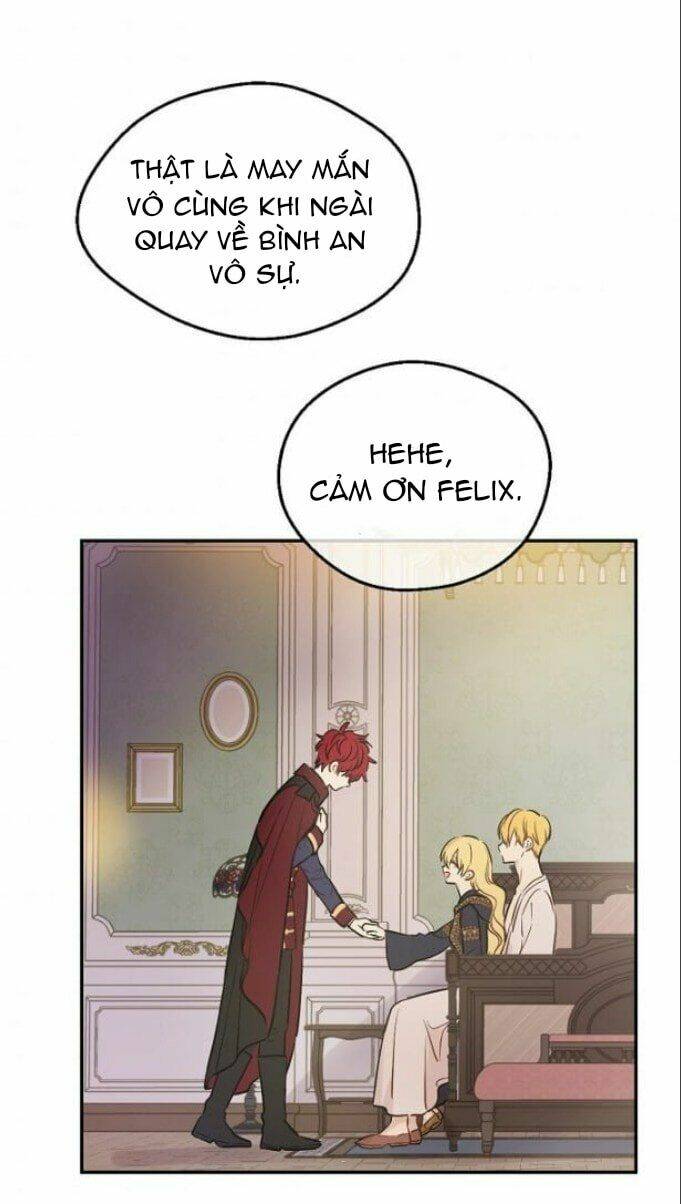 THẬT LÀ MAY MẮN
VÔ CÙNG KHI NGÀI
QUAY VỀ BÌNH AN
VÔ SỰ.
HEHE,
CẢM ƠN FELIX.